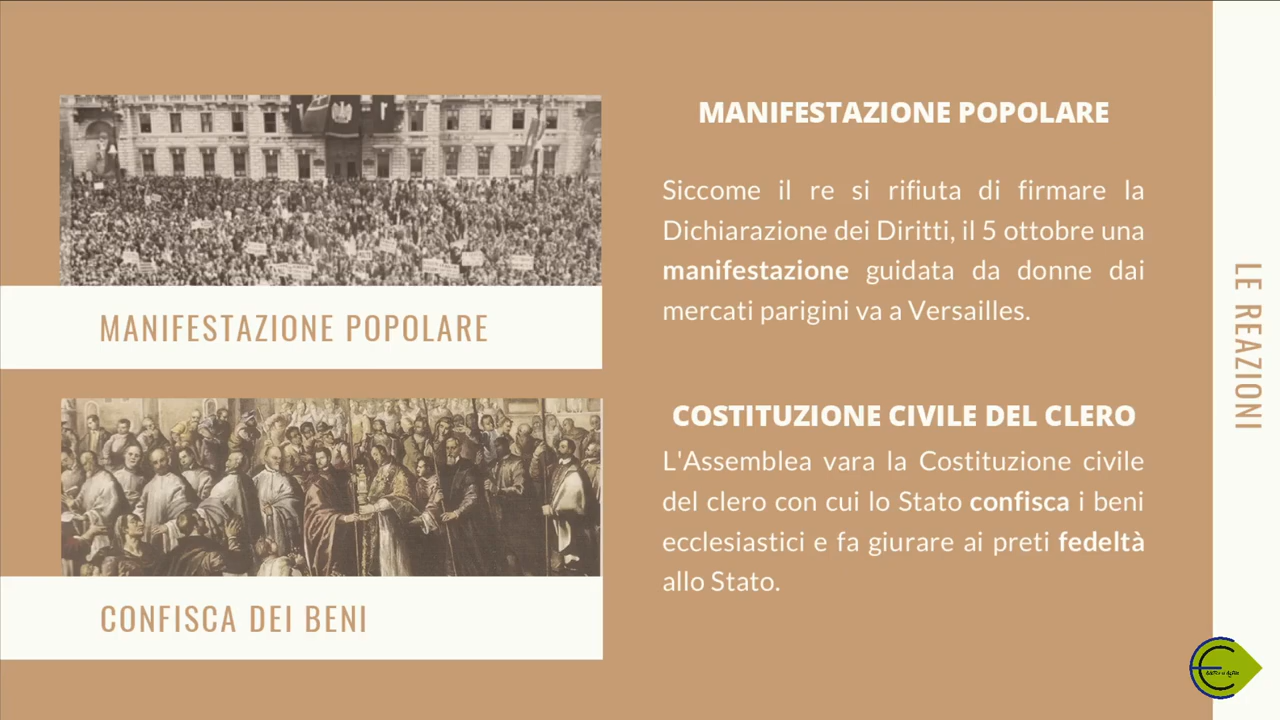 MANIFESTAZIONE POPOLARE
CONFISCA DEI BENI
MANIFESTAZIONE POPOLARE
Siccome il re si rifiuta di firmare la
Dichiarazione dei Diritti, il 5 ottobre una
manifestazione guidata da donne dai
mercati parigini va a Versailles.
COSTITUZIONE CIVILE DEL CLERO
L'Assemblea vara la Costituzione civile
del clero con cui lo Stato confisca i beni
ecclesiastici e fa giurare ai preti fedeltà
allo Stato.
LE REAZIONI